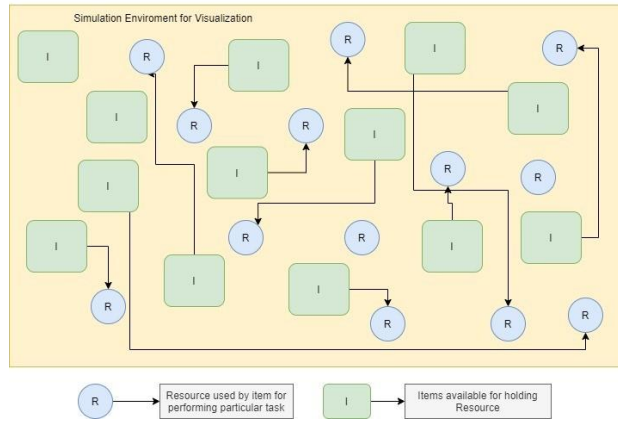 Simulation Enviroment for Visualization
I
R
I
R
I
R
I
R
R
I
I
I
I
R
R
I
R
R
I
I
R
I
I
R
R
R
R
Resource used by item for
performing particular task
I
Items available for holding
Resource